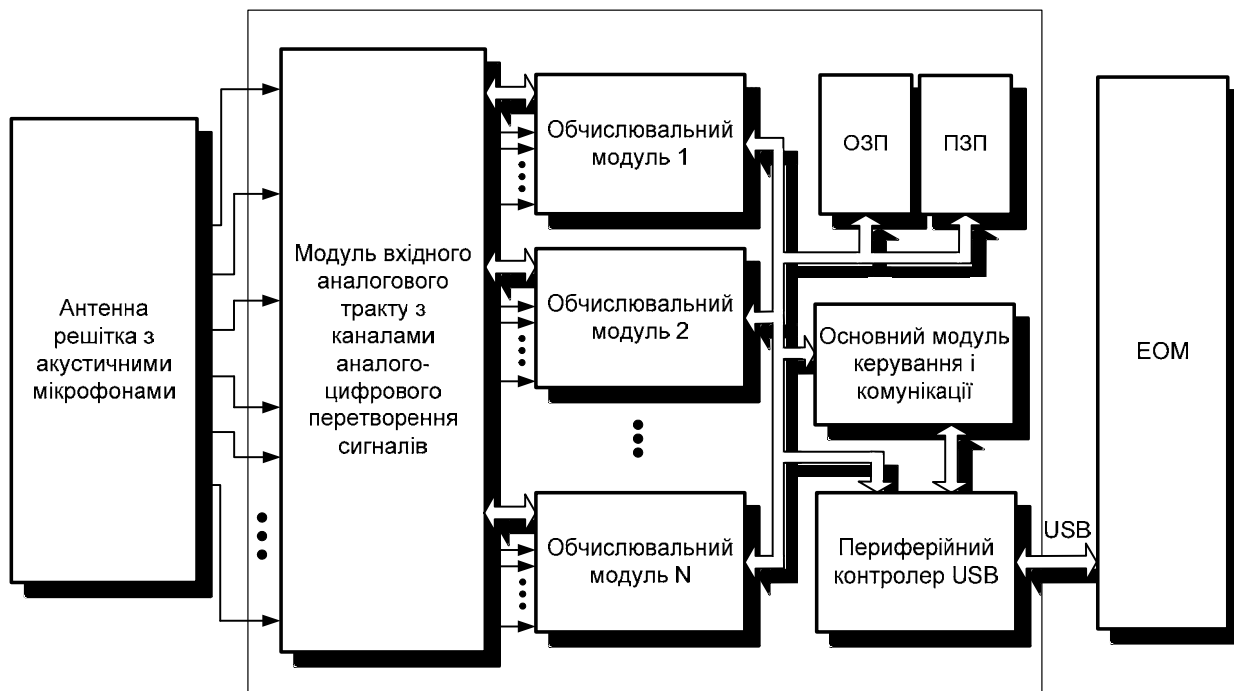 Антенна
решітка з
акустичними
мікрофонами
Модуль вхідного
аналогового
тракту з
каналами
аналого-
цифрового
перетворення
сигналів
Обчислювальний
модуль 1
Обчислювальний
модуль 2
Обчислювальний
модуль N
ОЗП
ПЗП
Основний модуль
керування і
комунікації
Периферійний
контролер USB
USB
ЕОМ